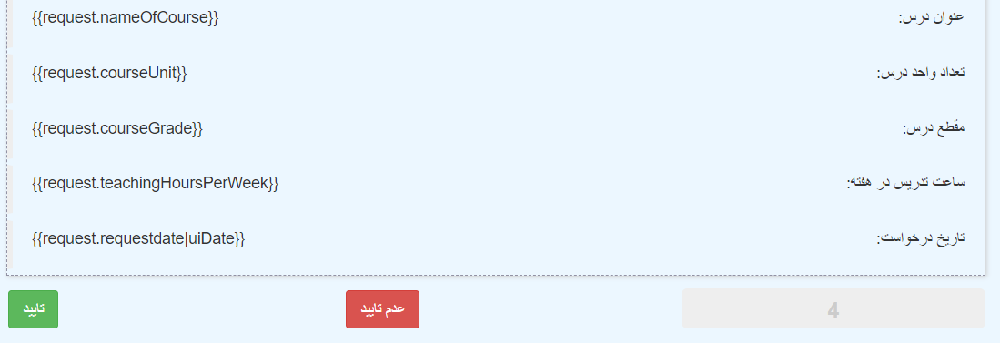 عنوان درس: {{request.nameOfCourse}}
تعداد واحد درس: {{request.courseUnit}}
مقطع درس: {{request.courseGrade}}
ساعت تدریس در هفته: {{request.teachingHoursPerWeek}}
تاریخ درخواست: {{request.requestdate|uiDate}}
4 عدم تایید تایید